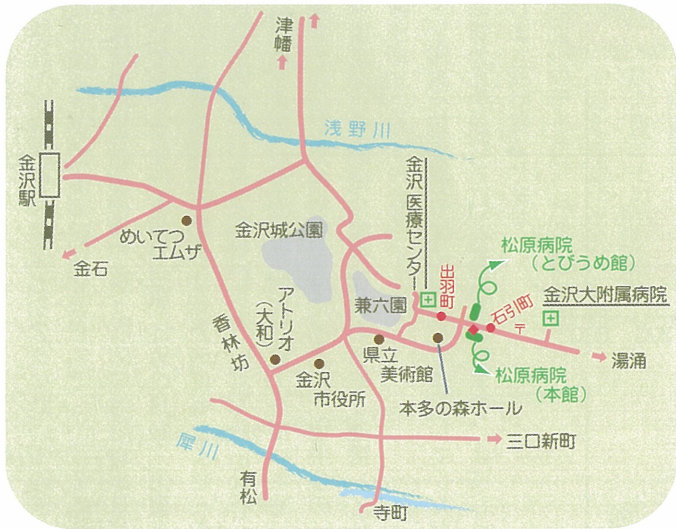 津幡
浅野川
金沢駅
金沢医療センター
めいてつ
エムザ
金沢城公園
松原病院
（とびうめ館）
金石
出羽町
石引町
金沢大附属病院
兼六園
〒
アトリオ
（大和）
香林坊
県立
美術館
湯涌
金沢
市役所
松原病院
（本館）
本多の森ホール
三口新町
犀川
有松
寺町